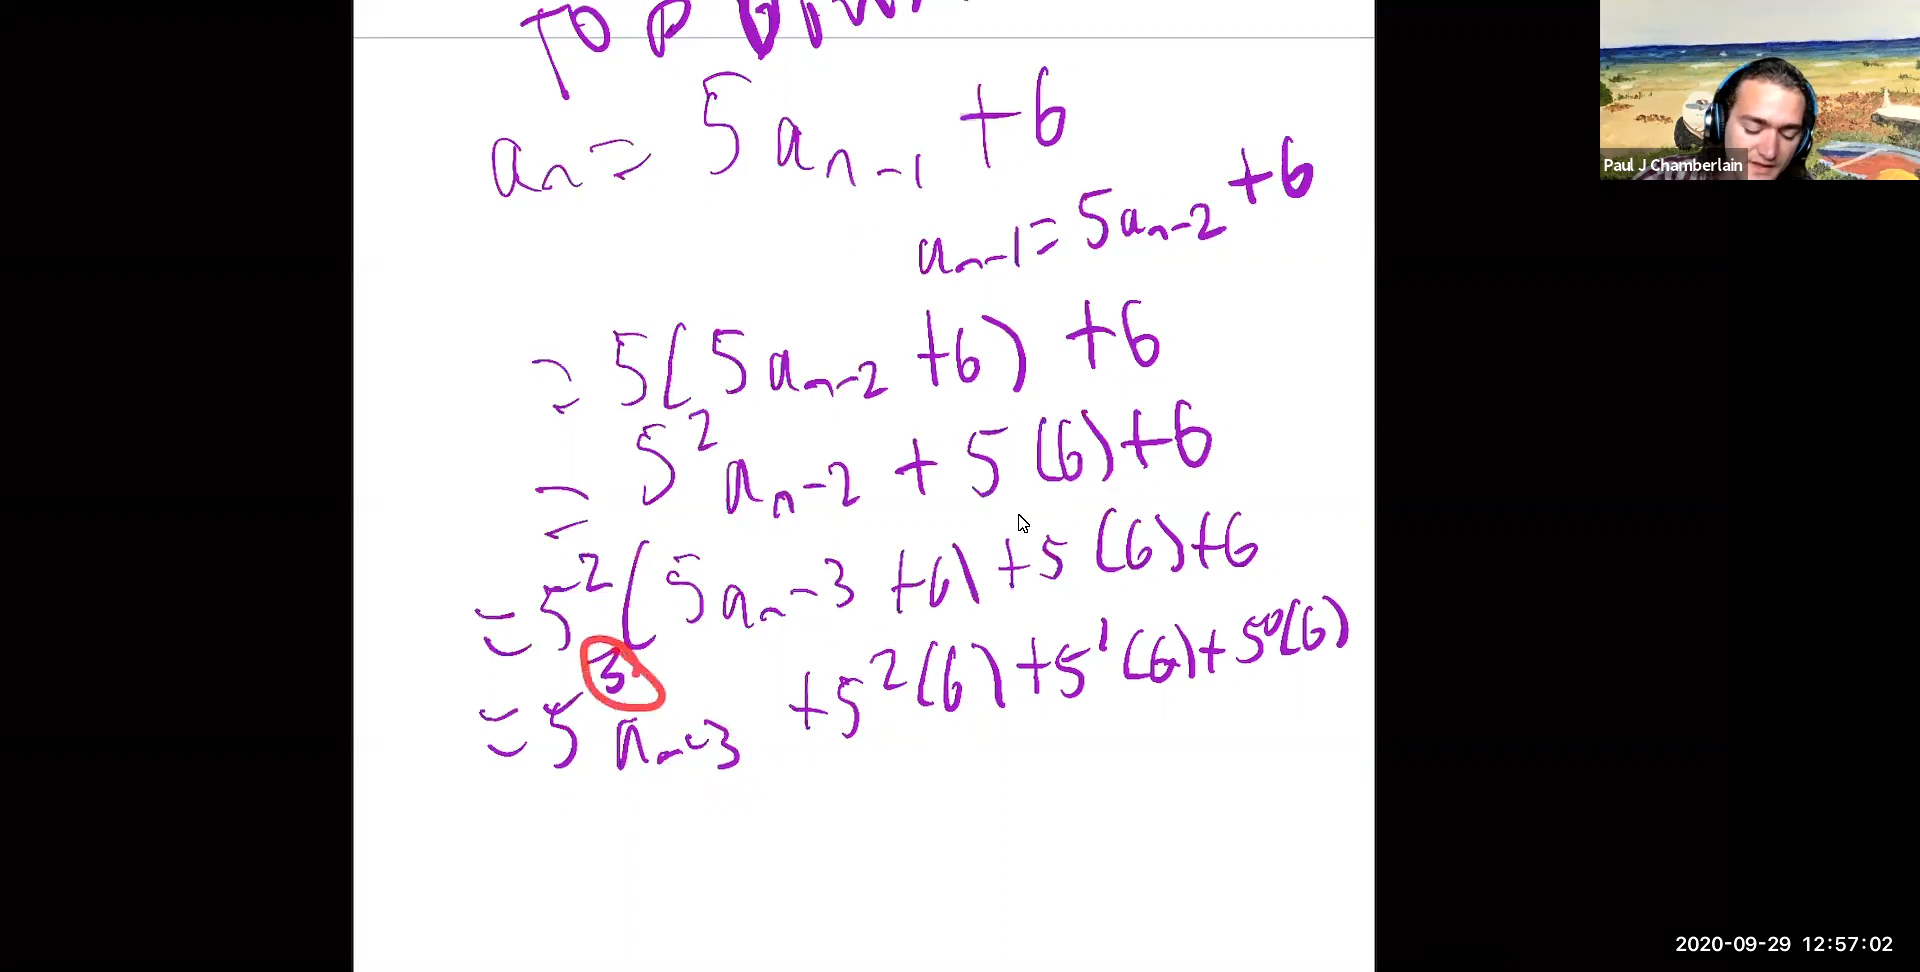 TOP DOWN
aₙ = 5aₙ₋₁ + 6
aₙ₋₁ = 5aₙ₋₂ + 6
= 5(5aₙ₋₂ + 6) + 6
= 5²aₙ₋₂ + 5(6) + 6
= 5²(5aₙ₋₃ + 6) + 5(6) + 6
= 5³aₙ₋₃ + 5²(6) + 5¹(6) + 5⁰(6)
Paul J Chamberlain
2020-09-29 12:57:02